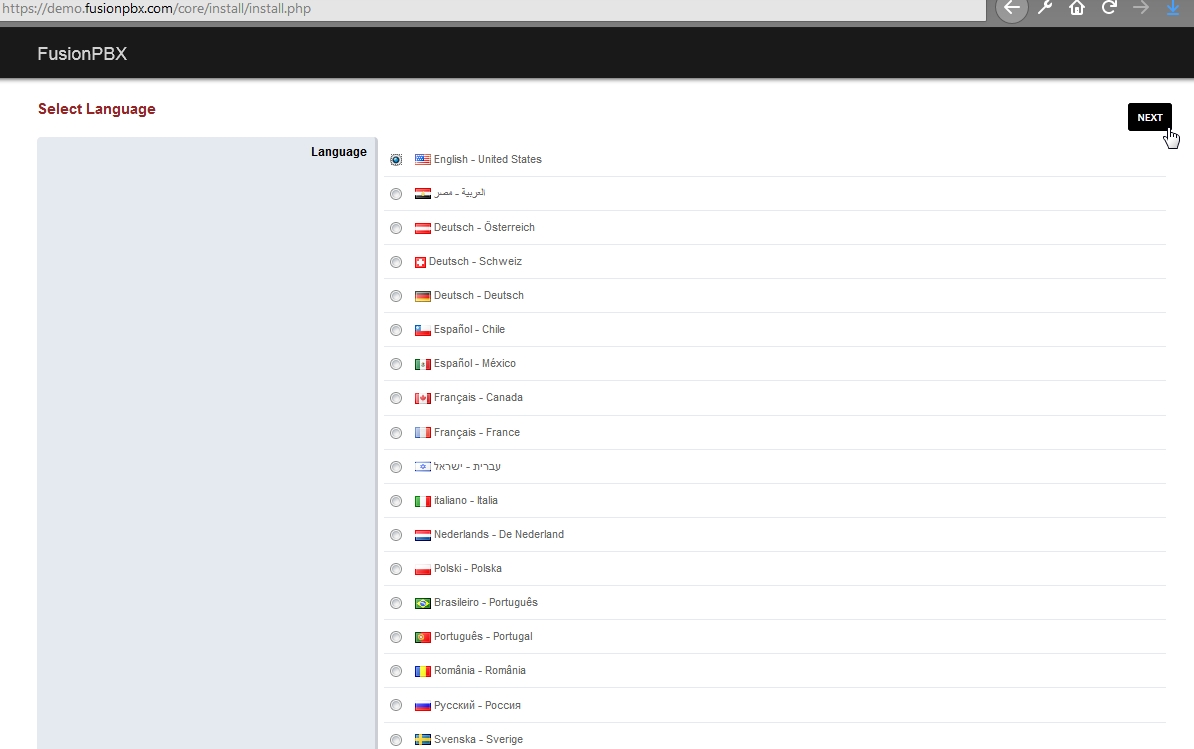 https://demo.fusionpbx.com/core/install/install.php
FusionPBX
Select Language
NEXT
Language
English - United States
العربية - مصر
Deutsch - Österreich
Deutsch - Schweiz
Deutsch - Deutsch
Español - Chile
Español - México
Français - Canada
Français - France
עברית - ישראל
italiano - Italia
Nederlands - De Nederland
Polski - Polska
Brasileiro - Português
Português - Portugal
România - România
Русский - Россия
Svenska - Sverige